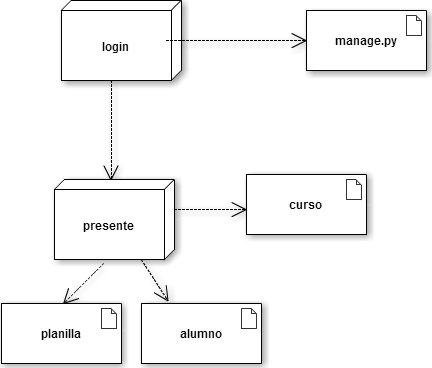 login
manage.py
presente
curso
planilla
alumno